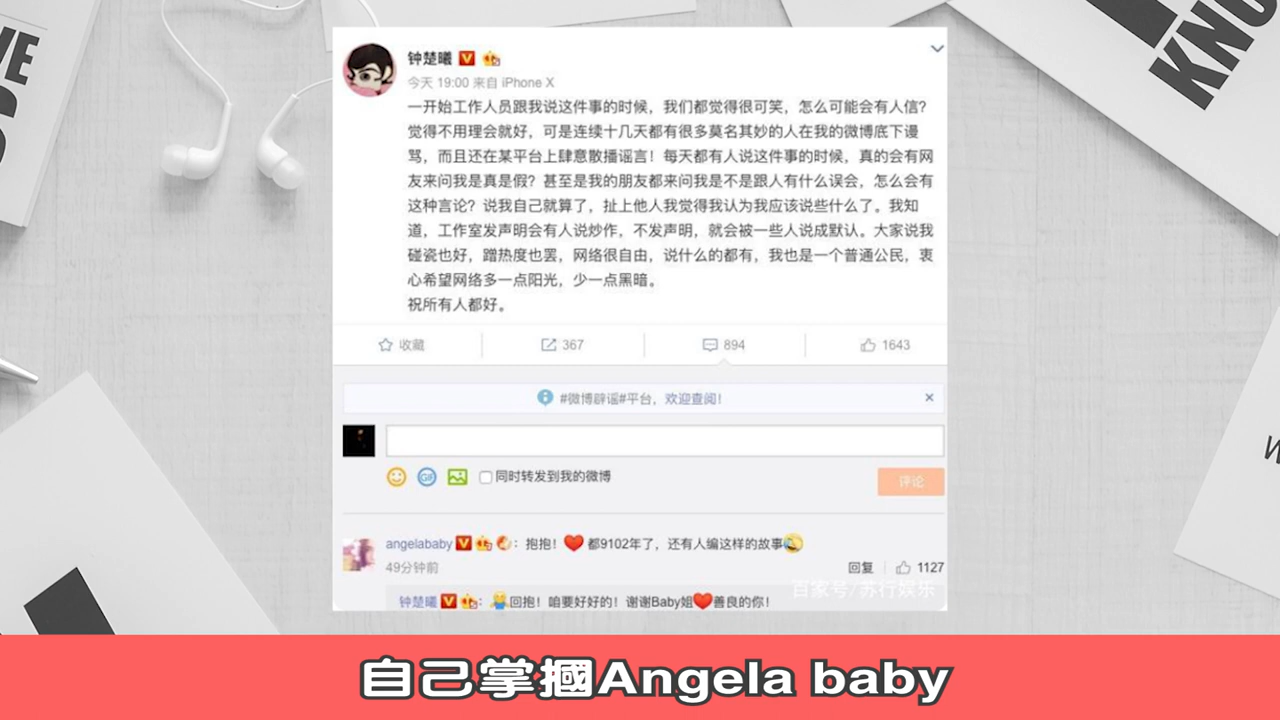 KNO
钟楚曦
今天 19:00 来自 iPhone X
一开始工作人员跟我说这件事的时候，我们都觉得很可笑，怎么可能会有人信？
觉得不用理会就好，可是连续十几天都有很多莫名其妙的人在我的微博底下谩
骂，而且还在某平台上肆意散播谣言！每天都有人说这件事的时候，真的会有网
友来问我是真是假？甚至是我的朋友都来问我是不是跟人有什么误会，怎么会有
这种言论？说我自己就算了，扯上他人我觉得我认为我应该说些什么了。我知
道，工作室发声明会有人说炒作，不发声明，就会被一些人说成默认。大家说我
碰瓷也好，蹭热度也罢，网络很自由，说什么的都有，我也是一个普通公民，衷
心希望网络多一点阳光，少一点黑暗。
祝所有人都好。
收藏
367
894
1643
#微博辟谣#平台，欢迎查阅！
GIF
同时转发到我的微博
评论
angelababy：抱抱！ 都9102年了，还有人编这样的故事
49分钟前
回复
1127
百家号/苏行娱乐
钟楚曦：回抱！咱要好好的！谢谢Baby姐善良的你！
自己掌摑Angela baby